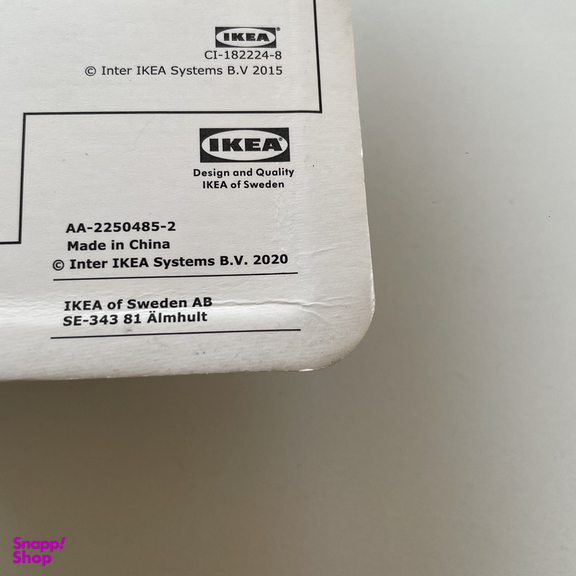 IKEA
CI-182224-8
© Inter IKEA Systems B.V 2015
IKEA®
Design and Quality
IKEA of Sweden
AA-2250485-2
Made in China
© Inter IKEA Systems B.V. 2020
IKEA of Sweden AB
SE-343 81 Älmhult
Snapp!
Shop